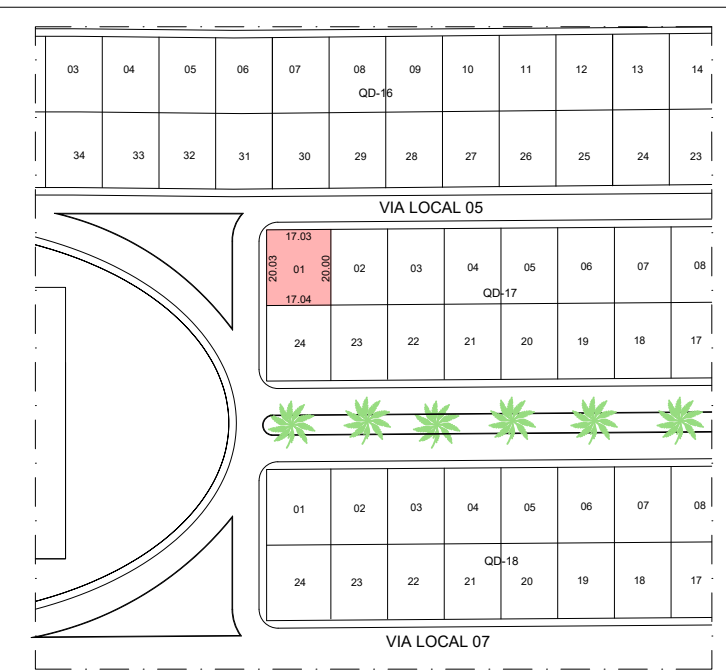 03 04 05 06 07 08 09 10 11 12 13 14
QD-16
34 33 32 31 30 29 28 27 26 25 24 23
VIA LOCAL 05
17.03
20.03 01 20.00 02 03 04 05 06 07 08
17.04
QD-17
24 23 22 21 20 19 18 17
01 02 03 04 05 06 07 08
QD-18
24 23 22 21 20 19 18 17
VIA LOCAL 07